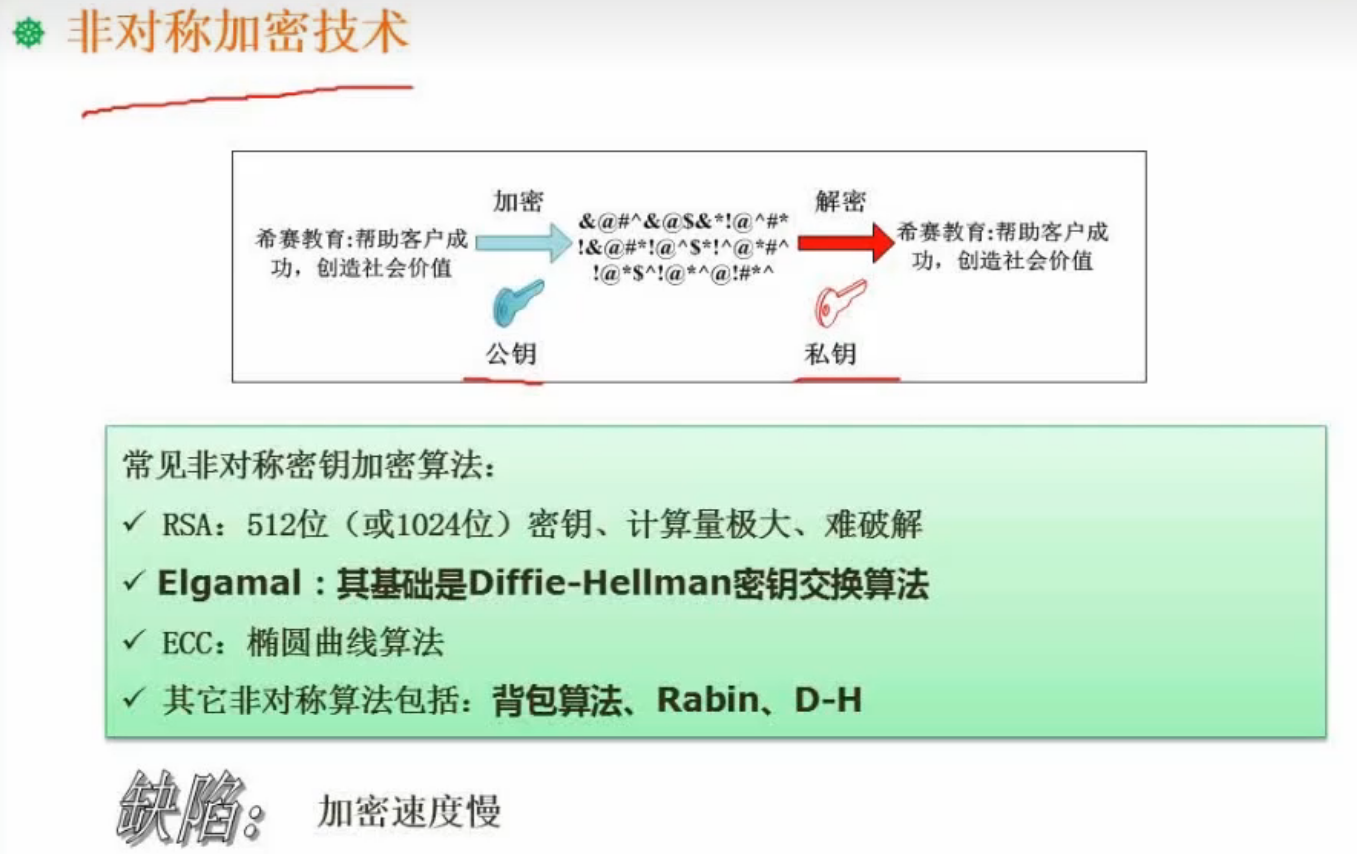 非对称加密技术
加密
解密
希赛教育:帮助客户成
功，创造社会价值
&@#^&@$&*!@^#*
!&@#*!@^$*!^@*#^
!@*$^!@*^@!#*^
希赛教育:帮助客户成
功，创造社会价值
公钥
私钥
常见非对称密钥加密算法：
✓ RSA：512位（或1024位）密钥、计算量极大、难破解
✓ Elgamal：其基础是Diffie-Hellman密钥交换算法
✓ ECC：椭圆曲线算法
✓ 其它非对称算法包括：背包算法、Rabin、D-H
缺陷： 加密速度慢